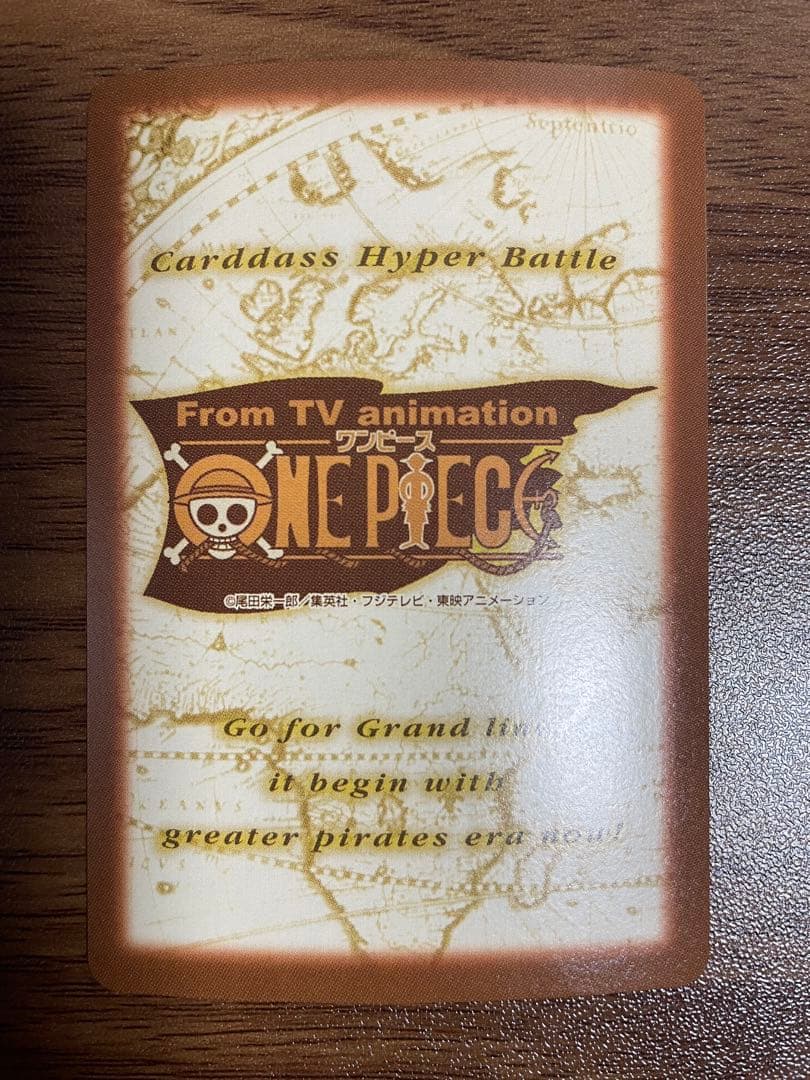 Septentrio
Carddass Hyper Battle
From TV animation
ワンピース
ONE PIECE
©尾田栄一郎／集英社・フジテレビ・東映アニメーション
Go for Grand line
it begin with
greater pirates era now!